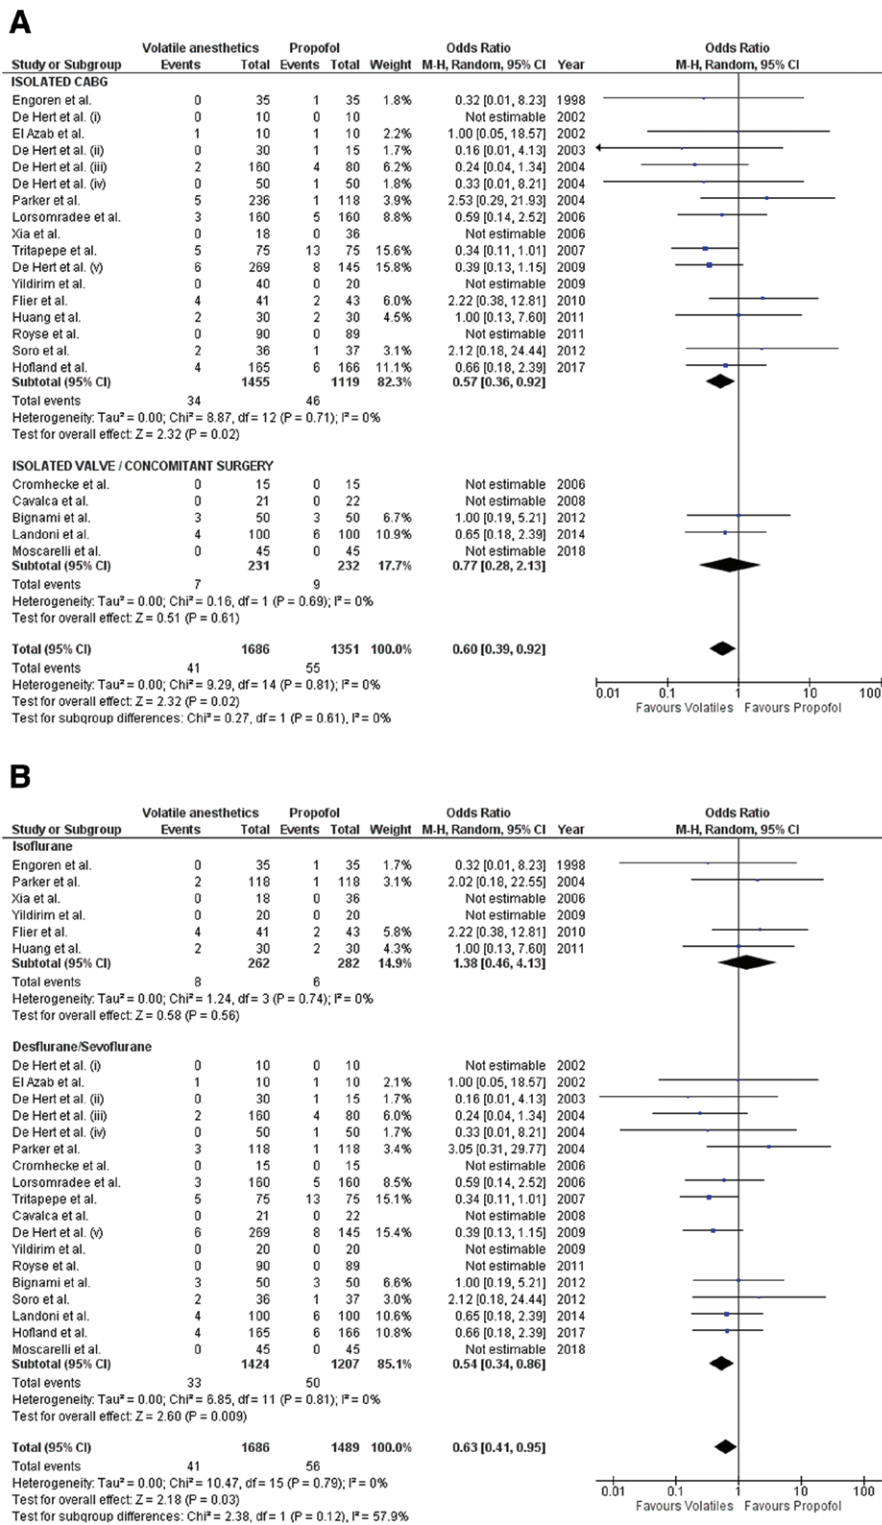 A
Volatile anesthetics Propofol Odds Ratio Odds Ratio
Study or Subgroup Events Total Events Total Weight M-H, Random, 95% CI Year M-H, Random, 95% CI
ISOLATED CABG
Engoren et al. 0 35 1 35 1.8% 0.32 [0.01, 8.23] 1998
De Hert et al. (i) 0 10 0 10 Not estimable 2002
El Azab et al. 1 10 1 10 2.2% 1.00 [0.05, 18.57] 2002
De Hert et al. (ii) 0 30 1 15 1.7% 0.16 [0.01, 4.13] 2003
De Hert et al. (iii) 2 160 4 80 6.2% 0.24 [0.04, 1.34] 2004
De Hert et al. (iv) 0 50 1 50 1.8% 0.33 [0.01, 8.21] 2004
Parker et al. 5 236 1 118 3.9% 2.53 [0.29, 21.93] 2004
Lorsomradee et al. 3 160 5 160 8.8% 0.59 [0.14, 2.52] 2006
Xia et al. 0 18 0 36 Not estimable 2006
Tritapepe et al. 5 75 13 75 15.6% 0.34 [0.11, 1.01] 2007
De Hert et al. (v) 6 269 8 145 15.8% 0.39 [0.13, 1.15] 2009
Yildirim et al. 0 40 0 20 Not estimable 2009
Flier et al. 4 41 2 43 6.0% 2.22 [0.38, 12.81] 2010
Huang et al. 2 30 2 30 4.5% 1.00 [0.13, 7.60] 2011
Royse et al. 0 90 0 89 Not estimable 2011
Soro et al. 2 36 1 37 3.1% 2.12 [0.18, 24.44] 2012
Hofland et al. 4 165 6 166 11.1% 0.66 [0.18, 2.39] 2017
Subtotal (95% CI) 1455 1119 82.3% 0.57 [0.36, 0.92]
Total events 34 46
Heterogeneity: Tau² = 0.00; Chi² = 8.87, df = 12 (P = 0.71); I² = 0%
Test for overall effect: Z = 2.32 (P = 0.02)
ISOLATED VALVE / CONCOMITANT SURGERY
Cromhecke et al. 0 15 0 15 Not estimable 2006
Cavalca et al. 0 21 0 22 Not estimable 2008
Bignami et al. 3 50 3 50 6.7% 1.00 [0.19, 5.21] 2012
Landoni et al. 4 100 6 100 10.9% 0.65 [0.18, 2.39] 2014
Moscarelli et al. 0 45 0 45 Not estimable 2018
Subtotal (95% CI) 231 232 17.7% 0.77 [0.28, 2.13]
Total events 7 9
Heterogeneity: Tau² = 0.00; Chi² = 0.16, df = 1 (P = 0.69); I² = 0%
Test for overall effect: Z = 0.51 (P = 0.61)
Total (95% CI) 1686 1351 100.0% 0.60 [0.39, 0.92]
Total events 41 55
Heterogeneity: Tau² = 0.00; Chi² = 9.29, df = 14 (P = 0.81); I² = 0%
Test for overall effect: Z = 2.32 (P = 0.02)
Test for subgroup differences: Chi² = 0.27, df = 1 (P = 0.61), I² = 0%
0.01 0.1 1 10 100
Favours Volatiles Favours Propofol
B
Volatile anesthetics Propofol Odds Ratio Odds Ratio
Study or Subgroup Events Total Events Total Weight M-H, Random, 95% CI Year M-H, Random, 95% CI
Isoflurane
Engoren et al. 0 35 1 35 1.7% 0.32 [0.01, 8.23] 1998
Parker et al. 2 118 1 118 3.1% 2.02 [0.18, 22.55] 2004
Xia et al. 0 18 0 36 Not estimable 2006
Yildirim et al. 0 20 0 20 Not estimable 2009
Flier et al. 4 41 2 43 5.8% 2.22 [0.38, 12.81] 2010
Huang et al. 2 30 2 30 4.3% 1.00 [0.13, 7.60] 2011
Subtotal (95% CI) 262 282 14.9% 1.38 [0.46, 4.13]
Total events 8 6
Heterogeneity: Tau² = 0.00; Chi² = 1.24, df = 3 (P = 0.74); I² = 0%
Test for overall effect: Z = 0.58 (P = 0.56)
Desflurane/Sevoflurane
De Hert et al. (i) 0 10 0 10 Not estimable 2002
El Azab et al. 1 10 1 10 2.1% 1.00 [0.05, 18.57] 2002
De Hert et al. (ii) 0 30 1 15 1.7% 0.16 [0.01, 4.13] 2003
De Hert et al. (iii) 2 160 4 80 6.0% 0.24 [0.04, 1.34] 2004
De Hert et al. (iv) 0 50 1 50 1.7% 0.33 [0.01, 8.21] 2004
Parker et al. 3 118 1 118 3.4% 3.05 [0.31, 29.77] 2004
Cromhecke et al. 0 15 0 15 Not estimable 2006
Lorsomradee et al. 3 160 5 160 8.5% 0.59 [0.14, 2.52] 2006
Tritapepe et al. 5 75 13 75 15.1% 0.34 [0.11, 1.01] 2007
Cavalca et al. 0 21 0 22 Not estimable 2008
De Hert et al. (v) 6 269 8 145 15.4% 0.39 [0.13, 1.15] 2009
Yildirim et al. 0 20 0 20 Not estimable 2009
Royse et al. 0 90 0 89 Not estimable 2011
Bignami et al. 3 50 3 50 6.6% 1.00 [0.19, 5.21] 2012
Soro et al. 2 36 1 37 3.0% 2.12 [0.18, 24.44] 2012
Landoni et al. 4 100 6 100 10.6% 0.65 [0.18, 2.39] 2014
Hofland et al. 4 165 6 166 10.8% 0.66 [0.18, 2.39] 2017
Moscarelli et al. 0 45 0 45 Not estimable 2018
Subtotal (95% CI) 1424 1207 85.1% 0.54 [0.34, 0.86]
Total events 33 50
Heterogeneity: Tau² = 0.00; Chi² = 6.85, df = 11 (P = 0.81); I² = 0%
Test for overall effect: Z = 2.60 (P = 0.009)
Total (95% CI) 1686 1489 100.0% 0.63 [0.41, 0.95]
Total events 41 56
Heterogeneity: Tau² = 0.00; Chi² = 10.47, df = 15 (P = 0.79); I² = 0%
Test for overall effect: Z = 2.18 (P = 0.03)
Test for subgroup differences: Chi² = 2.38, df = 1 (P = 0.12), I² = 57.9%
0.01 0.1 1 10 100
Favours Volatiles Favours Propofol